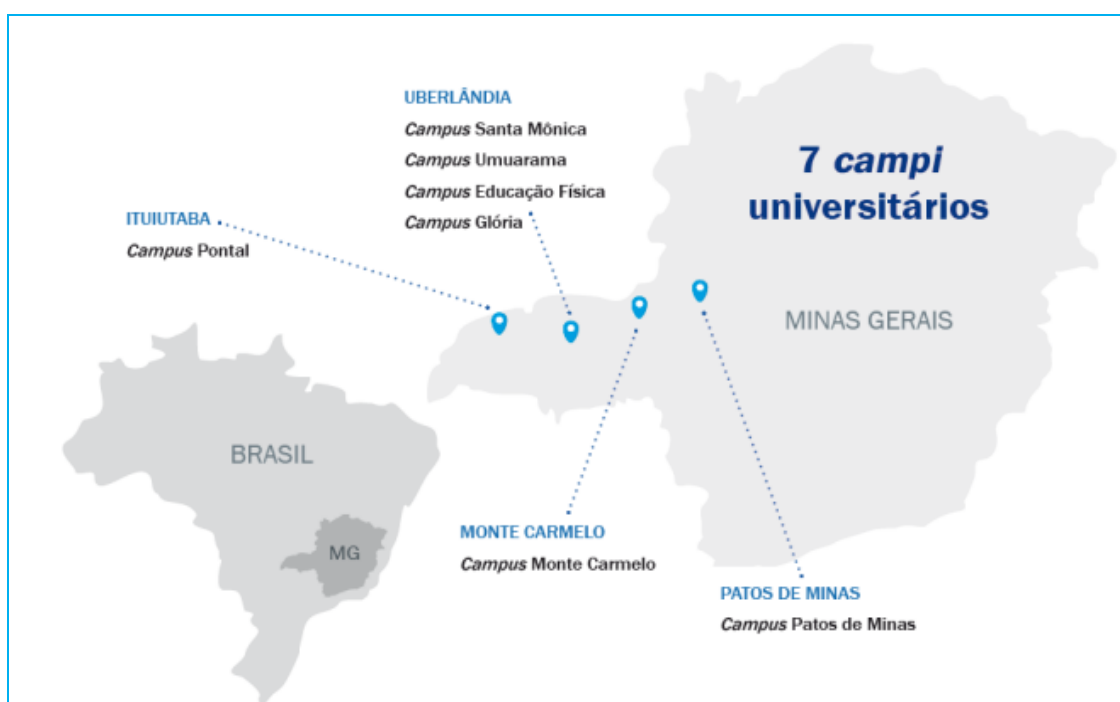 UBERLÂNDIA
Campus Santa Mônica
Campus Umuarama
Campus Educação Física
Campus Glória
ITUIUTABA
Campus Pontal
7 campi
universitários
MINAS GERAIS
BRASIL
MG
MONTE CARMELO
Campus Monte Carmelo
PATOS DE MINAS
Campus Patos de Minas